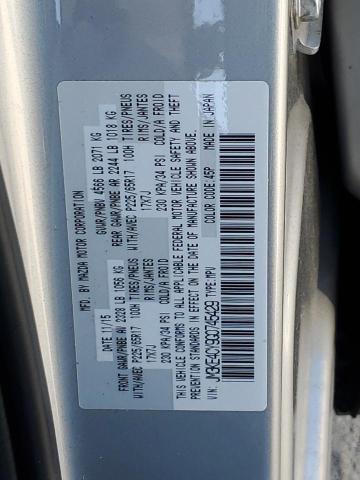 MFD. BY MAZDA MOTOR CORPORATION
11/15 GVWR/PNBV 4566 LB 2071 KG
FRONT GAWR/PNBE AV 2328 LB 1056 KG REAR GAWR/PNBE AR 2244 LB 1018 KG
WITH/AVEC P225/65R17 100H TIRES/PNEUS WITH/AVEC P225/65R17 100H TIRES/PNEUS
17X7J RIMS/JANTES 17X7J RIMS/JANTES
230 KPA/34 PSI COLD/A FROID 230 KPA/34 PSI COLD/A FROID
THIS VEHICLE CONFORMS TO ALL APPLICABLE FEDERAL MOTOR VEHICLE SAFETY AND THEFT
PREVENTION STANDARDS IN EFFECT ON THE DATE OF MANUFACTURE SHOWN ABOVE.
VIN: TYPE:MPV COLOR CODE:45P MADE IN JAPAN